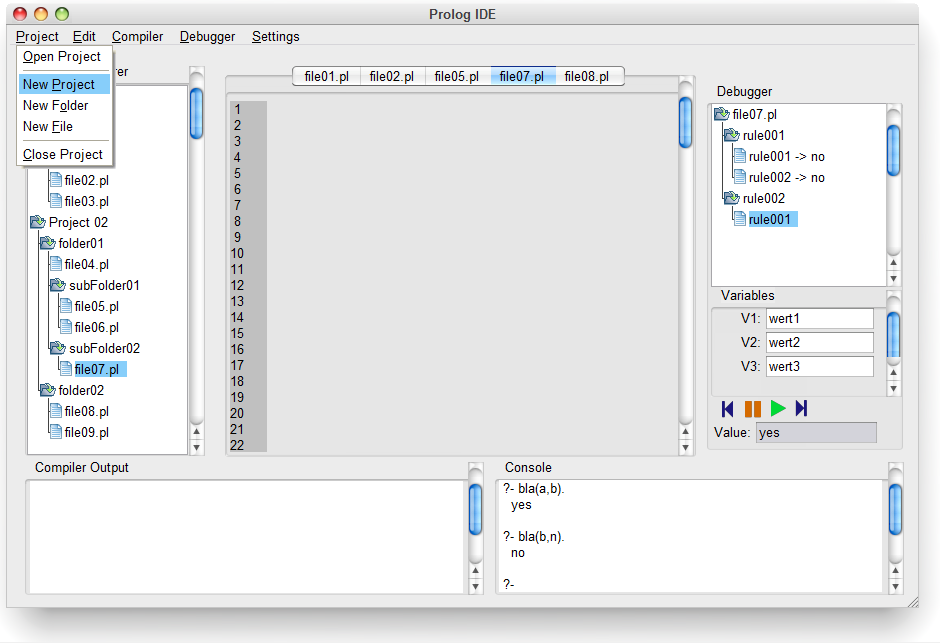 Prolog IDE
Project Edit Compiler Debugger Settings
Open Project
New Project
New Folder
New File
Close Project
rer
file02.pl
file03.pl
Project 02
folder01
file04.pl
subFolder01
file05.pl
file06.pl
subFolder02
file07.pl
folder02
file08.pl
file09.pl
file01.pl file02.pl file05.pl file07.pl file08.pl
1
2
3
4
5
6
7
8
9
10
11
12
13
14
15
16
17
18
19
20
21
22
Debugger
file07.pl
rule001
rule001 -> no
rule002 -> no
rule002
rule001
Variables
V1: wert1
V2: wert2
V3: wert3
Value: yes
Compiler Output
Console
?- bla(a,b).
yes
?- bla(b,n).
no
?-